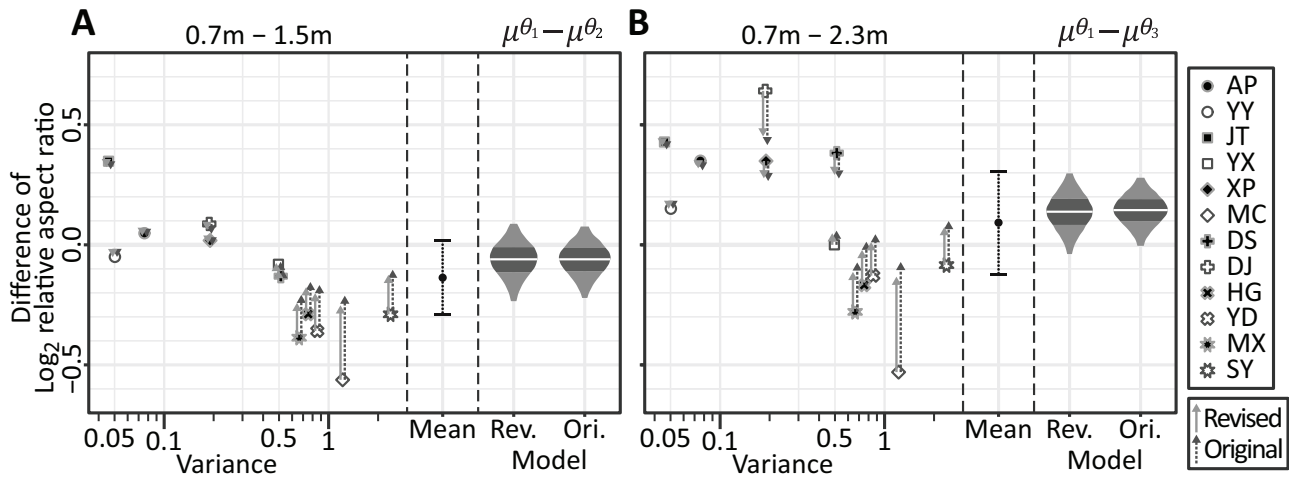 A
0.7m – 1.5m
μ^θ₁ – μ^θ₂
B
0.7m – 2.3m
μ^θ₁ – μ^θ₃
Difference of
Log₂ relative aspect ratio
0.5
0.0
−0.5
0.05
0.1
0.5
1
Variance
Mean
Rev.
Ori.
Model
0.05
0.1
0.5
1
Variance
Mean
Rev.
Ori.
Model
AP
YY
JT
YX
XP
MC
DS
DJ
HG
YD
MX
SY
Revised
Original